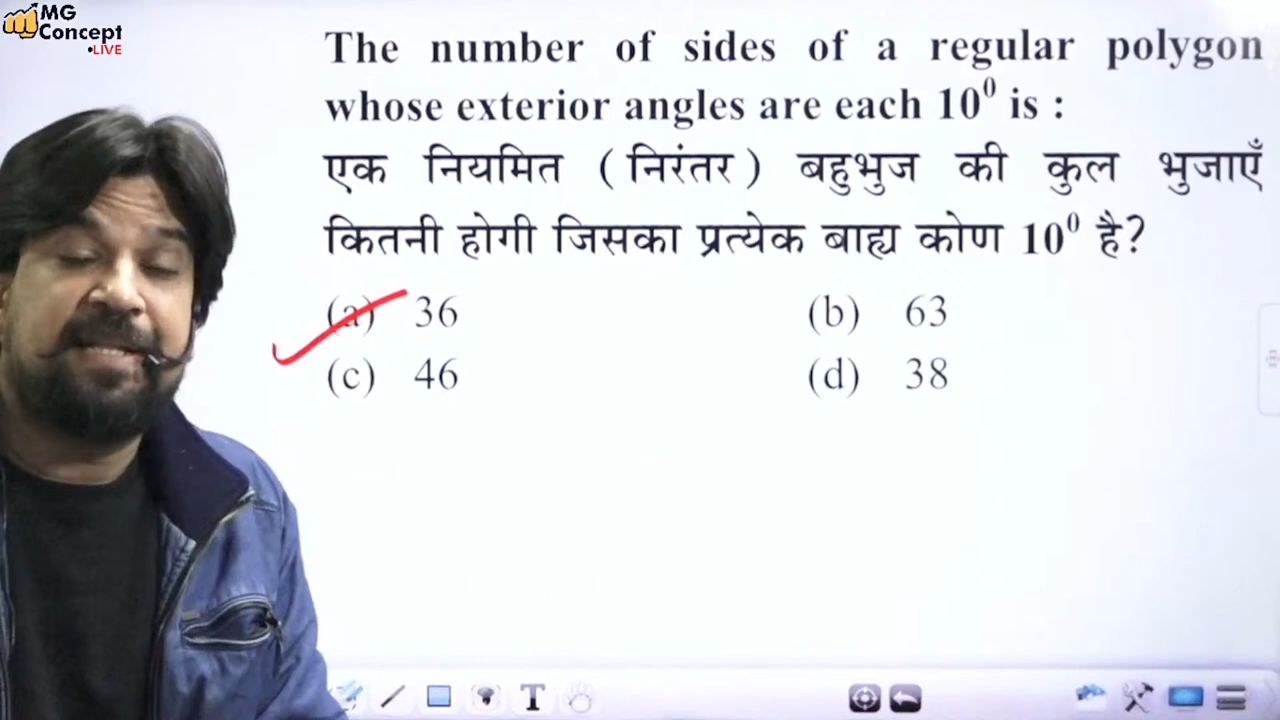 MG
Concept
•LIVE
The number of sides of a regular polygon
whose exterior angles are each 10⁰ is :
एक नियमित ( निरंतर ) बहुभुज की कुल भुजाएँ
कितनी होगी जिसका प्रत्येक बाह्य कोण 10⁰ है?
(a) 36 (b) 63
(c) 46 (d) 38
T